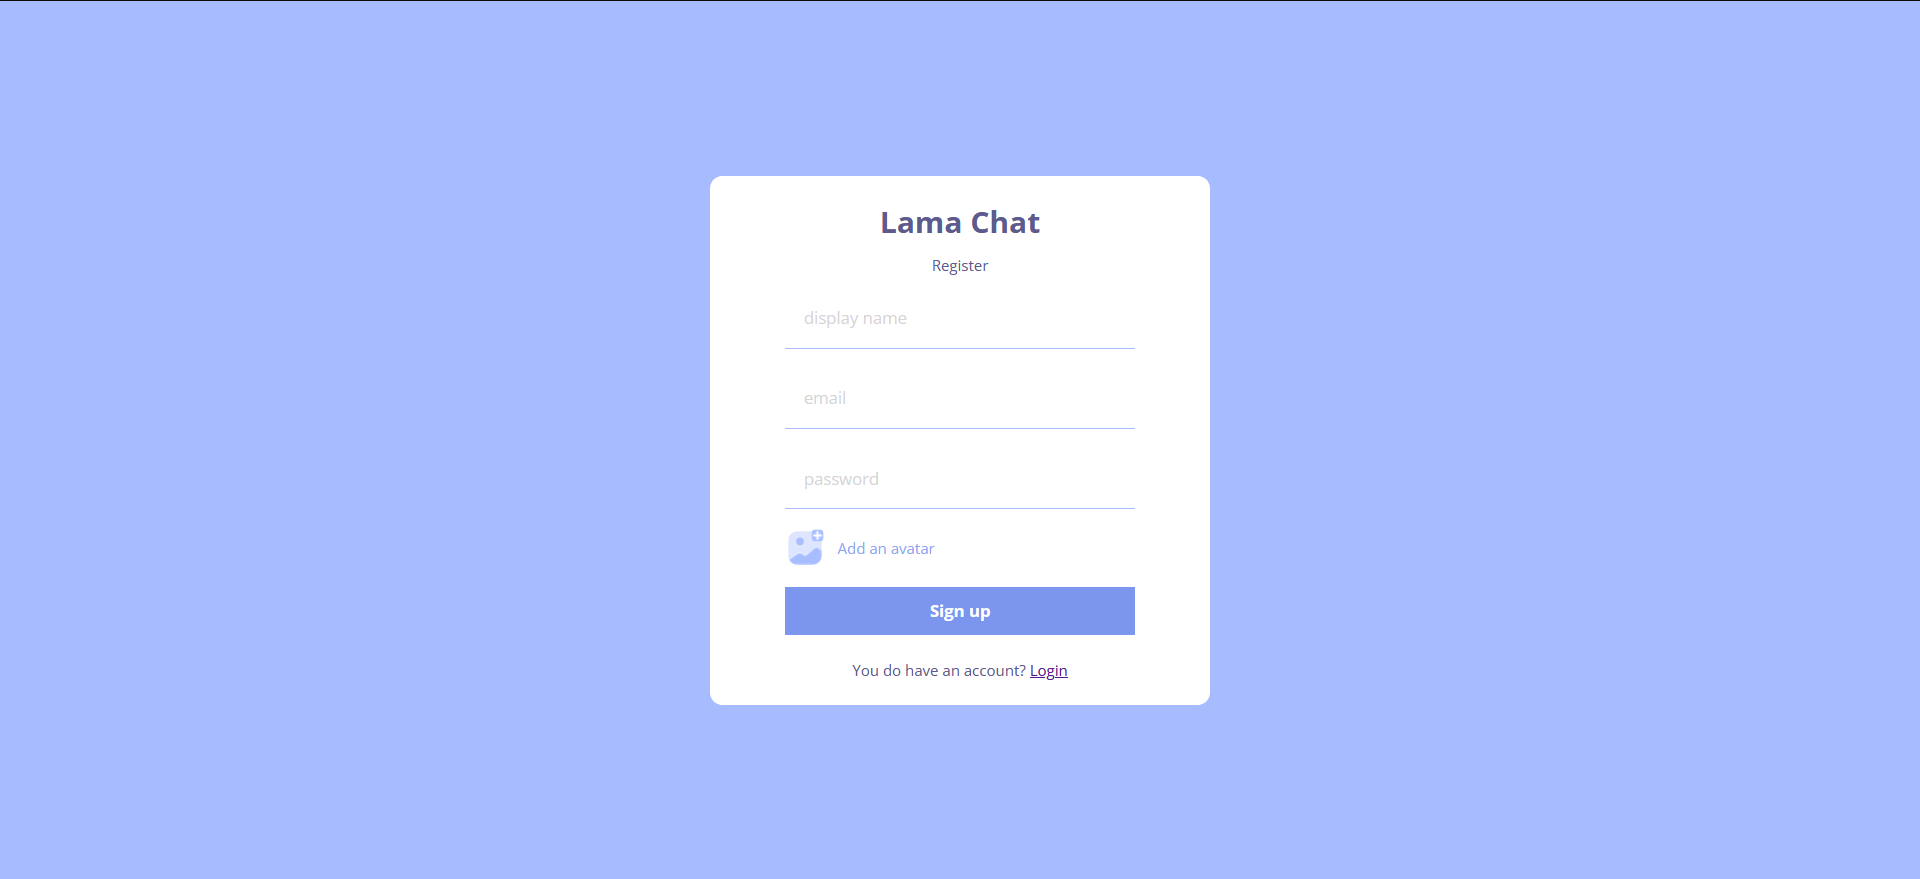 Lama Chat
Register
display name
email
password
Add an avatar
Sign up
You do have an account? Login